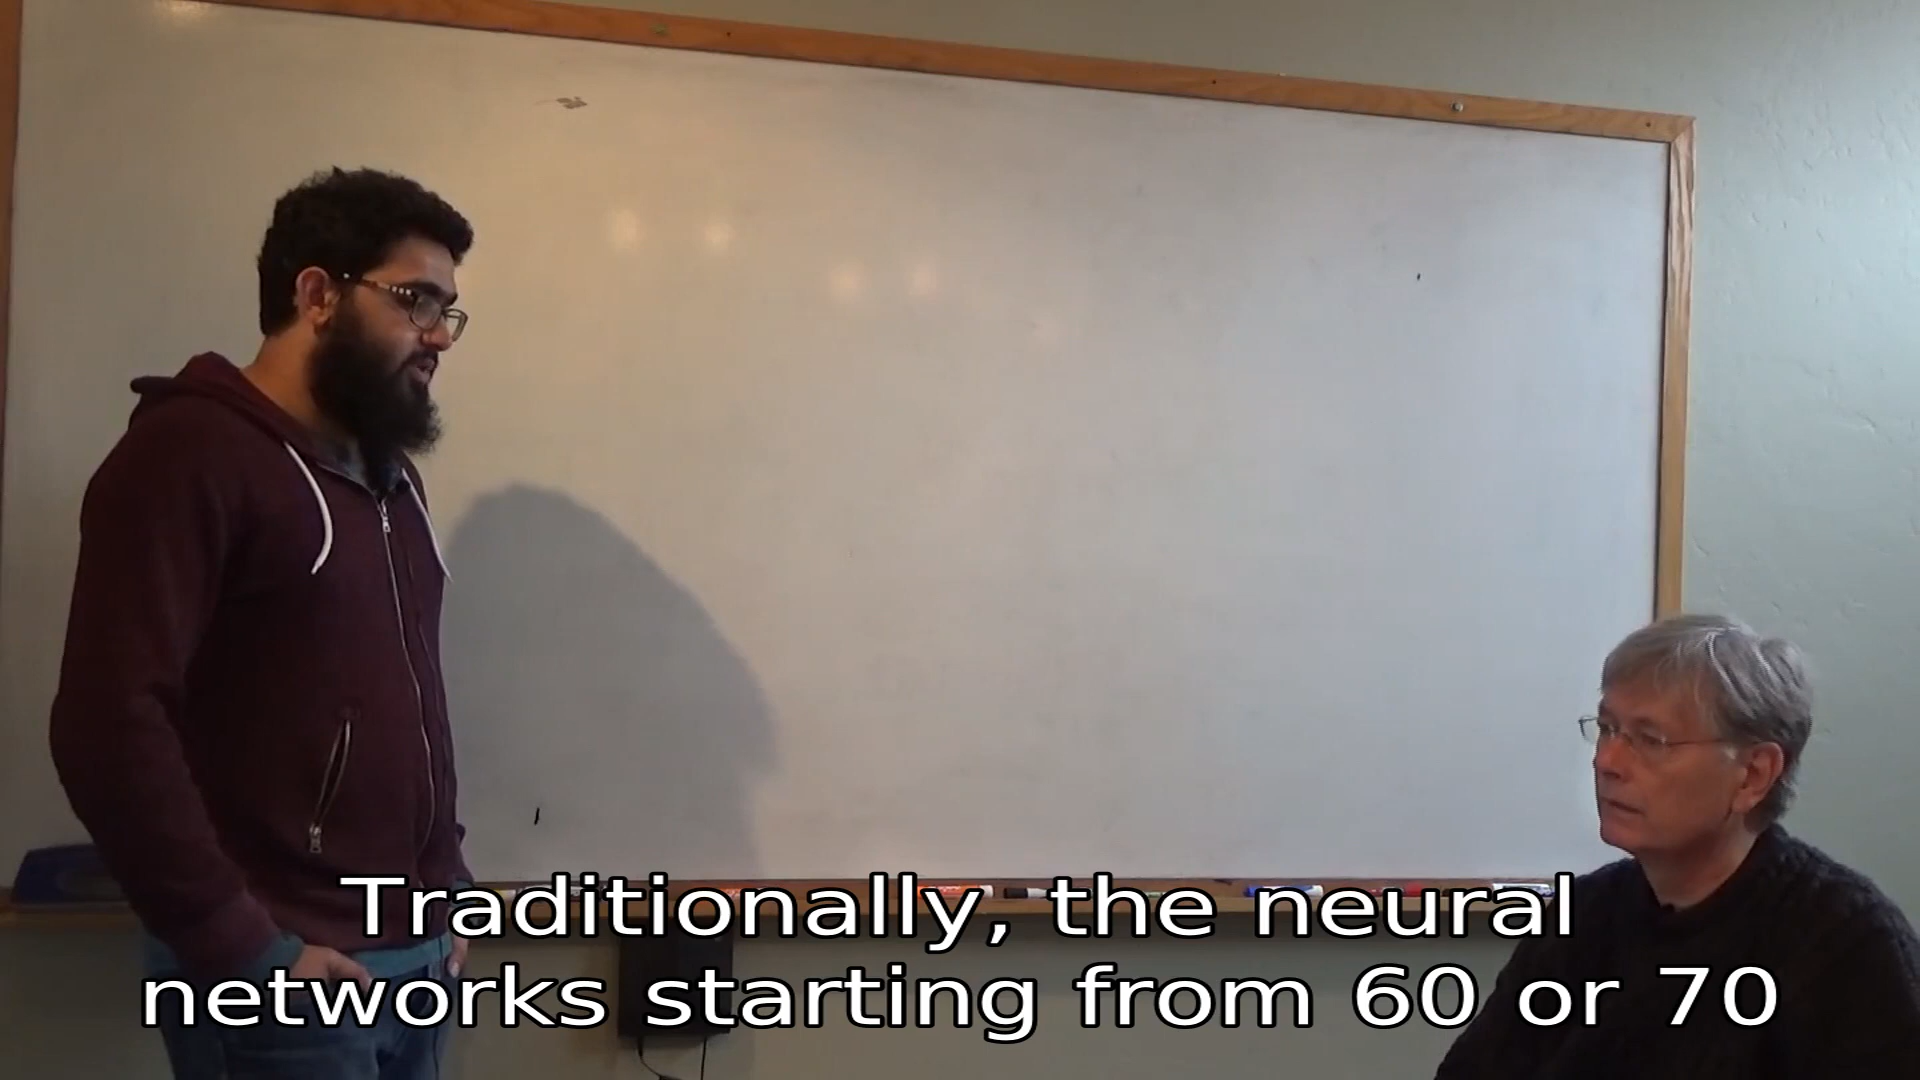 Traditionally, the neural
networks starting from 60 or 70